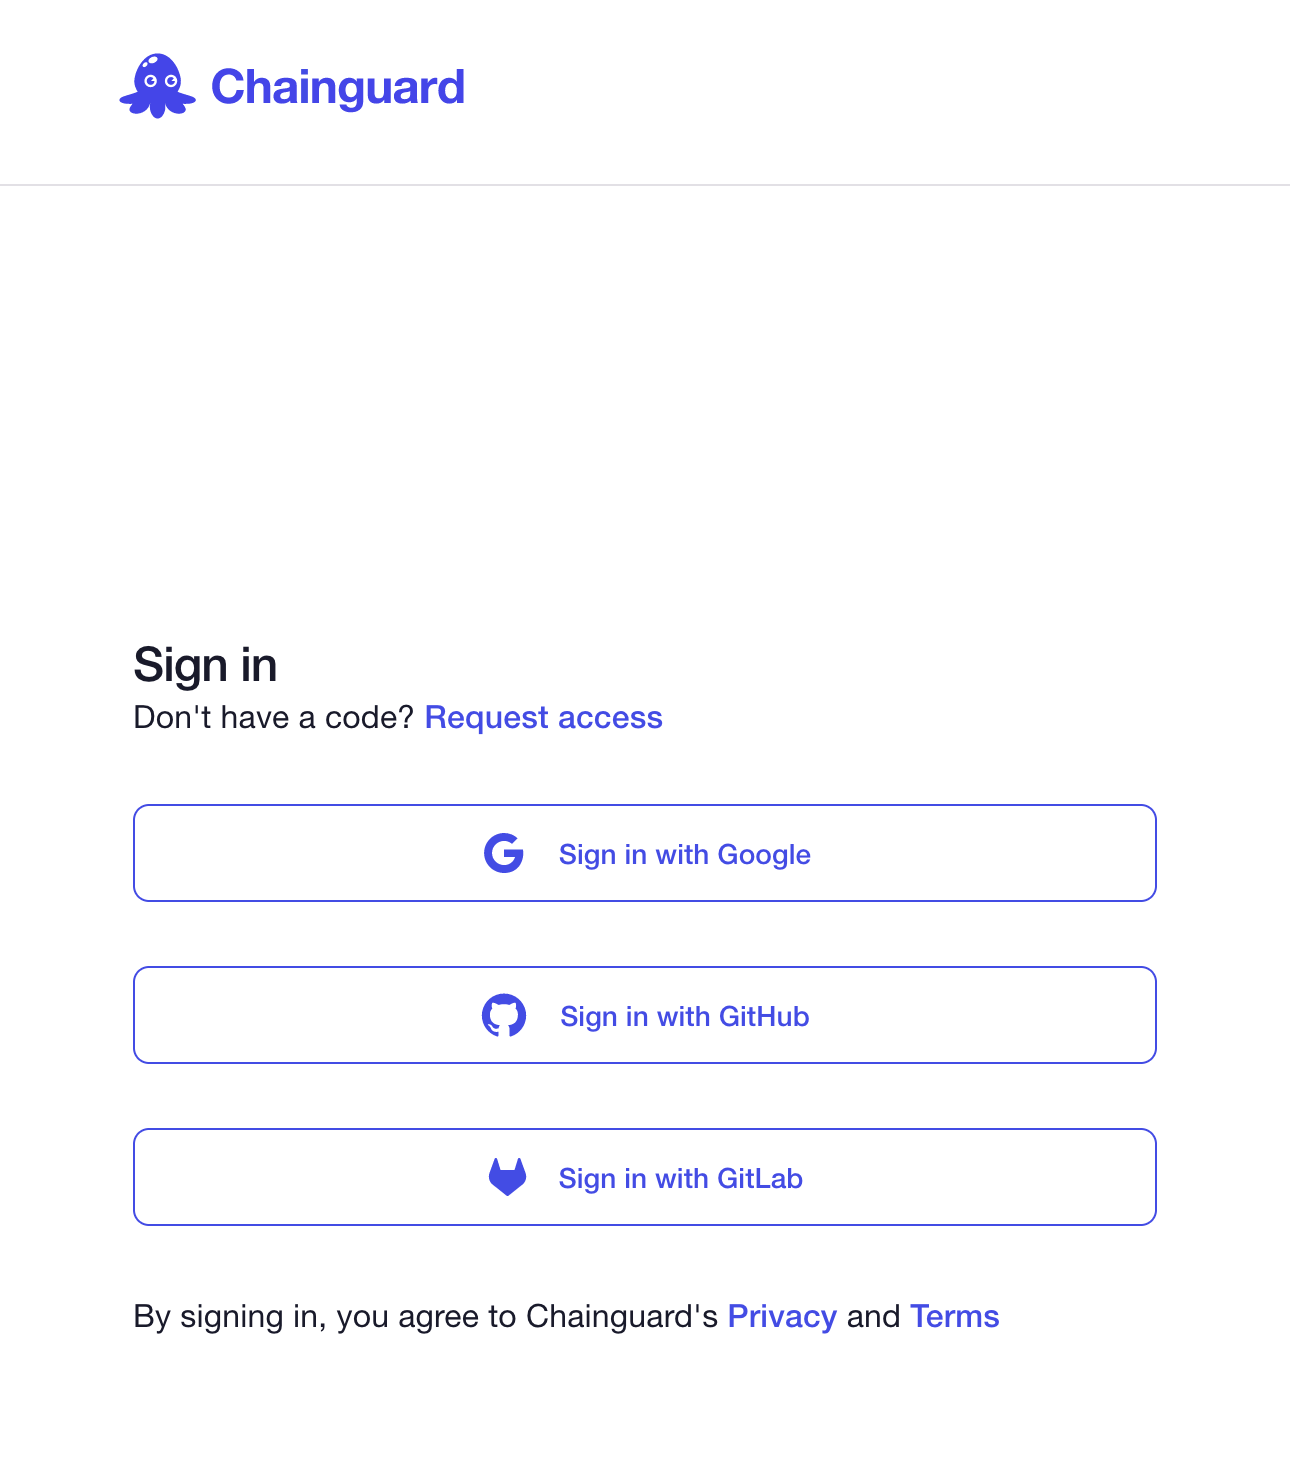 Chainguard
Sign in
Don't have a code? Request access
Sign in with Google
Sign in with GitHub
Sign in with GitLab
By signing in, you agree to Chainguard's Privacy and Terms